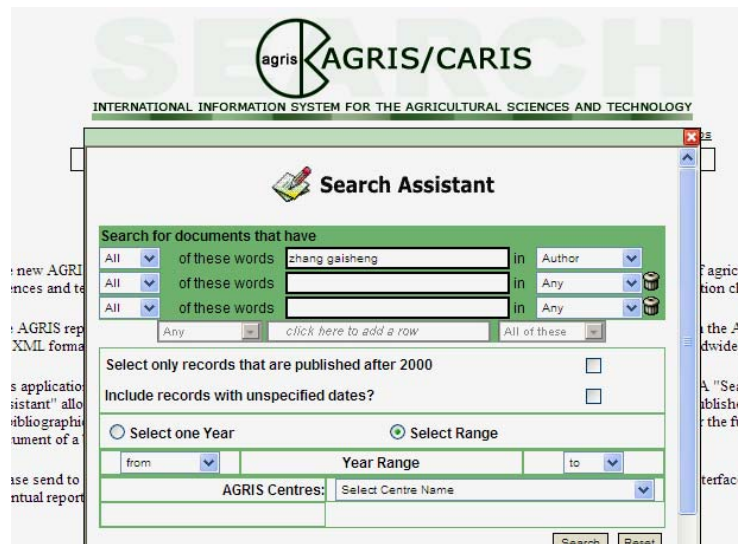 SEARCH
agris AGRIS/CARIS
INTERNATIONAL INFORMATION SYSTEM FOR THE AGRICULTURAL SCIENCES AND TECHNOLOGY
Search Assistant
Search for documents that have
All of these words zhang gaisheng in Author
All of these words in Any
All of these words in Any
Any click here to add a row All of these
Select only records that are published after 2000
Include records with unspecified dates?
Select one Year Select Range
from Year Range to
AGRIS Centres: Select Centre Name
Search Reset